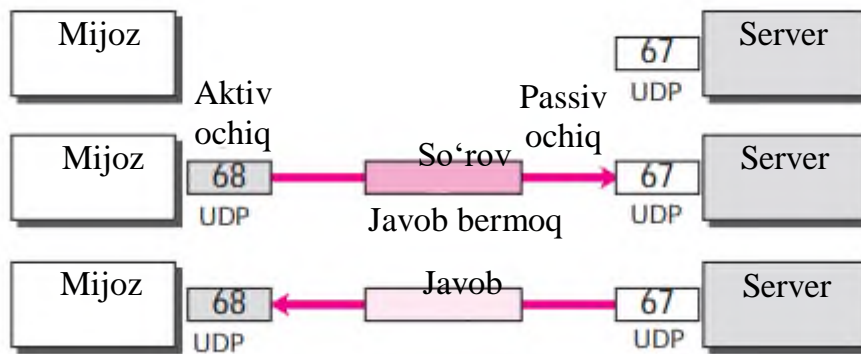 Mijoz
67
Server
UDP
Aktiv
ochiq
Passiv
ochiq
Mijoz
68
So‘rov
67
Server
UDP
Javob bermoq
UDP
Mijoz
68
Javob
67
Server
UDP
UDP